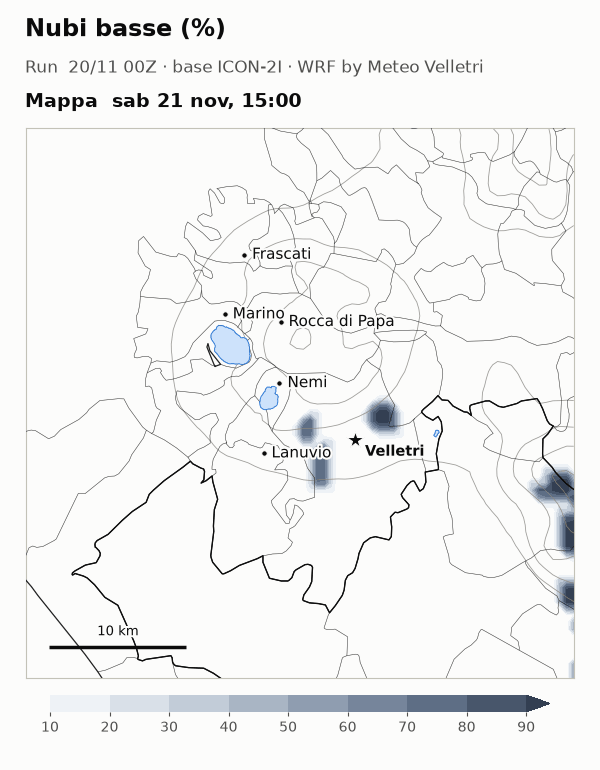 Nubi basse (%)
Run  20/11 00Z · base ICON-2I · WRF by Meteo Velletri
Mappa  sab 21 nov, 15:00
Frascati
Marino
Rocca di Papa
Nemi
Lanuvio
Velletri
10 km
10 20 30 40 50 60 70 80 90